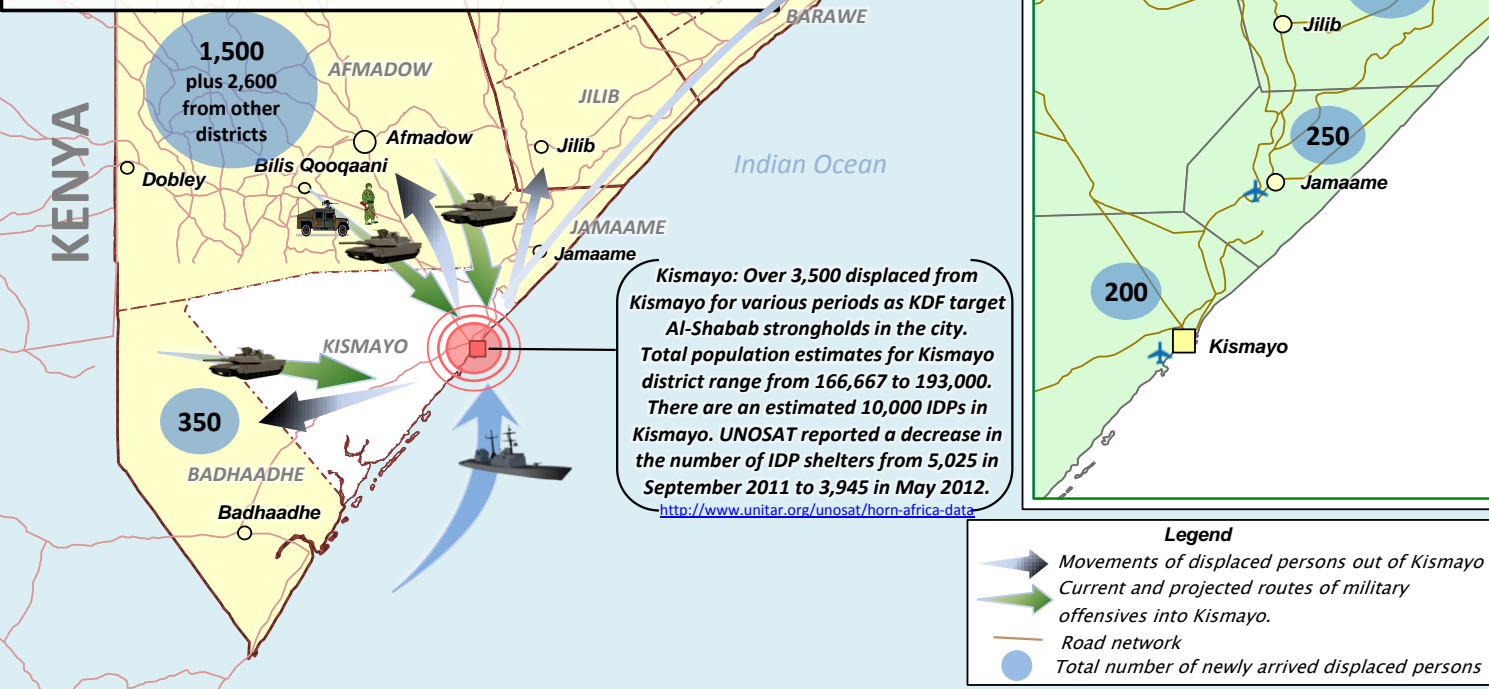 BARAWE
1,500
plus 2,600
from other
districts
AFMADOW
JILIB
KENYA
Afmadow
Jilib
Bilis Qooqaani
Dobley
Indian Ocean
JAMAAME
Jamaame
KISMAYO
350
BADHAADHE
Badhaadhe
Kismayo: Over 3,500 displaced from
Kismayo for various periods as KDF target
Al-Shabab strongholds in the city.
Total population estimates for Kismayo
district range from 166,667 to 193,000.
There are an estimated 10,000 IDPs in
Kismayo. UNOSAT reported a decrease in
the number of IDP shelters from 5,025 in
September 2011 to 3,945 in May 2012.
http://www.unitar.org/unosat/horn-africa-data
Jilib
250
Jamaame
200
Kismayo
Legend
Movements of displaced persons out of Kismayo
Current and projected routes of military
offensives into Kismayo.
Road network
Total number of newly arrived displaced persons